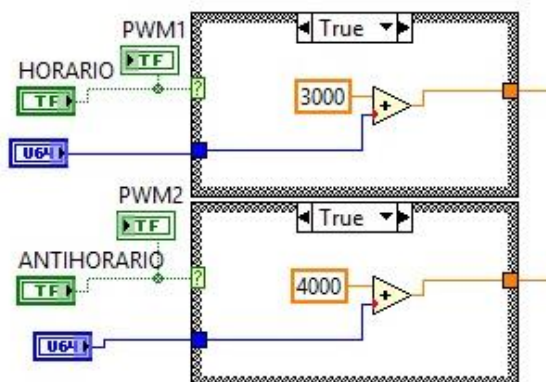 PWM1
True
TF
HORARIO
?
3000
+
TF
U64
PWM2
True
TF
ANTIHORARIO
?
4000
+
TF
U64